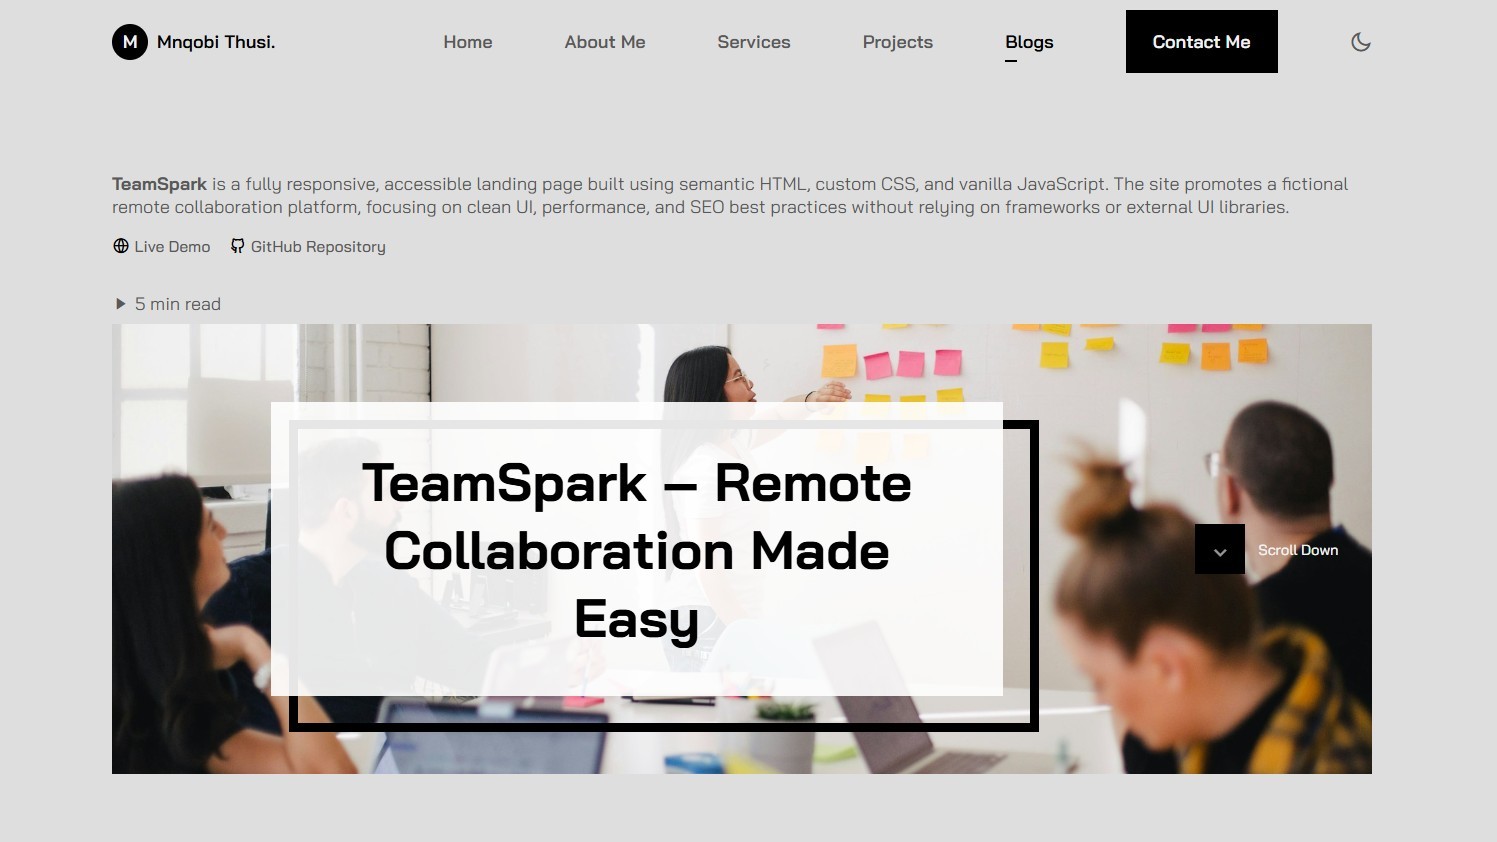 M Mnqobi Thusi. Home About Me Services Projects Blogs Contact Me
TeamSpark is a fully responsive, accessible landing page built using semantic HTML, custom CSS, and vanilla JavaScript. The site promotes a fictional
remote collaboration platform, focusing on clean UI, performance, and SEO best practices without relying on frameworks or external UI libraries.
Live Demo GitHub Repository
5 min read
TeamSpark – Remote
Collaboration Made
Easy
Scroll Down